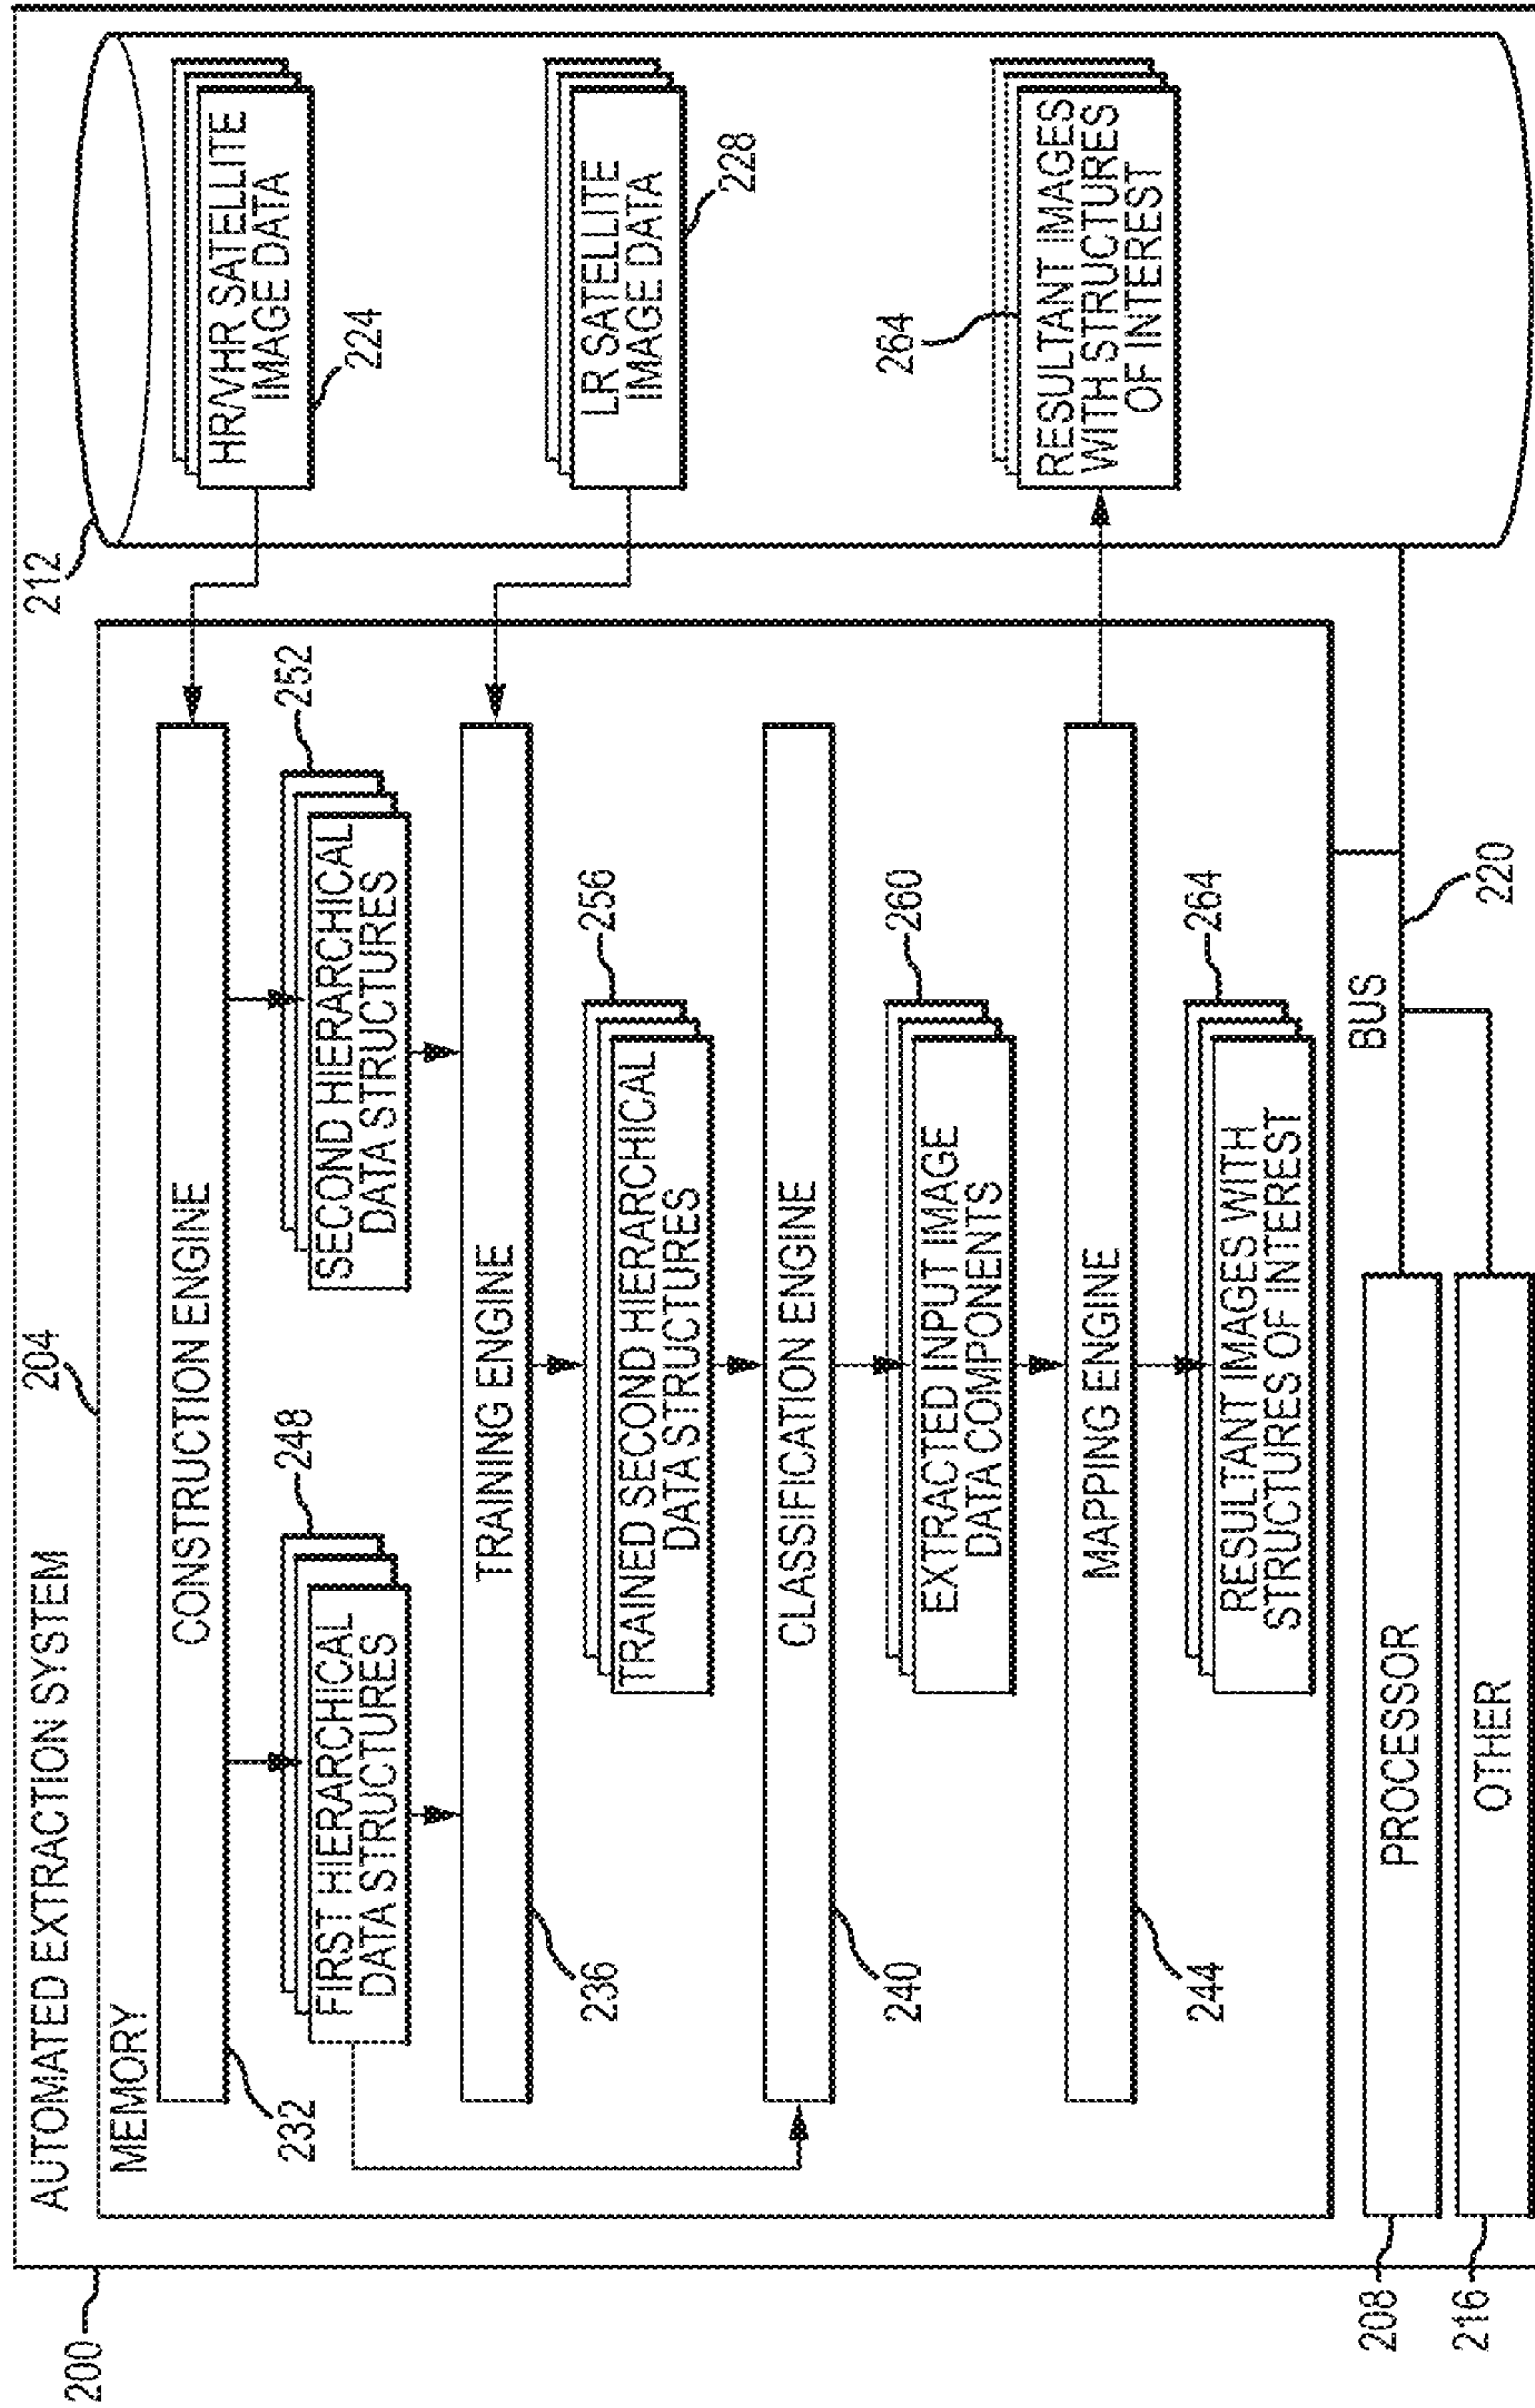 200
AUTOMATED EXTRACTION SYSTEM
204
MEMORY
CONSTRUCTION ENGINE
232
248
FIRST HIERARCHICAL
DATA STRUCTURES
252
SECOND HIERARCHICAL
DATA STRUCTURES
TRAINING ENGINE
236
256
TRAINED SECOND HIERARCHICAL
DATA STRUCTURES
CLASSIFICATION ENGINE
240
260
EXTRACTED INPUT IMAGE
DATA COMPONENTS
MAPPING ENGINE
244
264
RESULTANT IMAGES WITH
STRUCTURES OF INTEREST
212
HR/VHR SATELLITE
IMAGE DATA
224
LR SATELLITE
IMAGE DATA
228
264
RESULTANT IMAGES
WITH STRUCTURES
OF INTEREST
BUS
220
208
PROCESSOR
216
OTHER